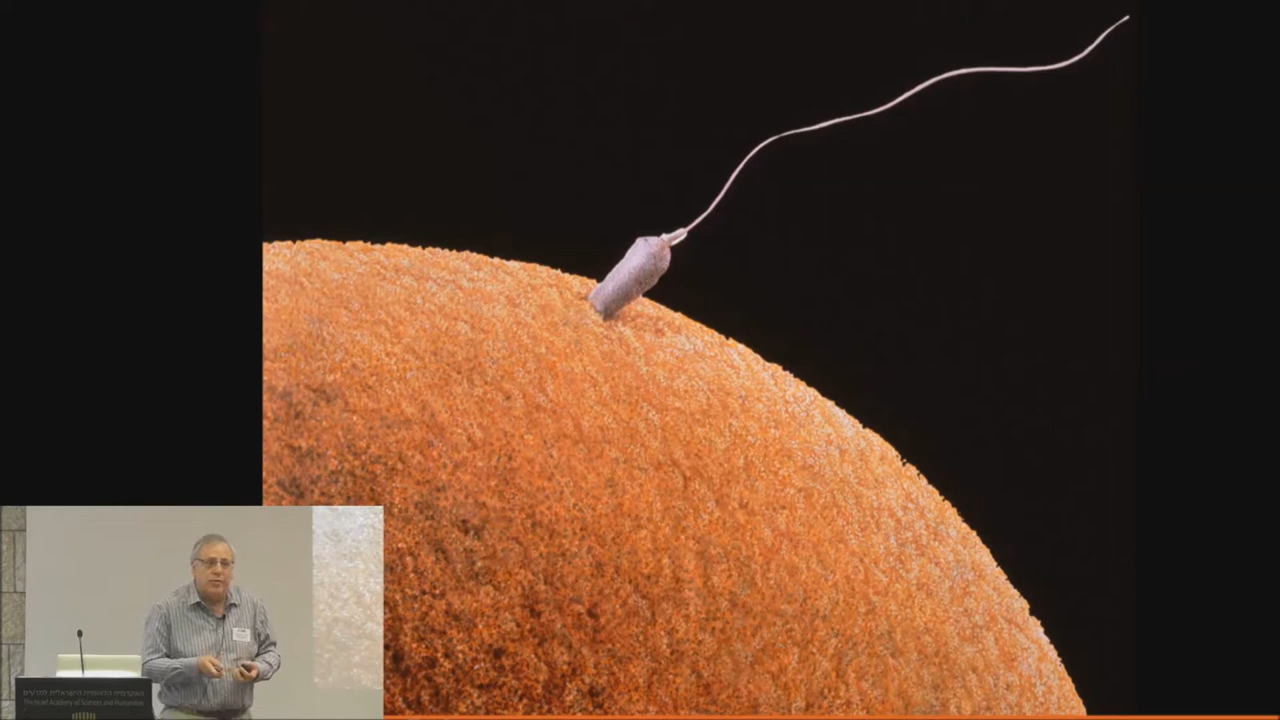 האקדמיה הלאומית הישראלית למדעים
The Israel Academy of Sciences and Humanities